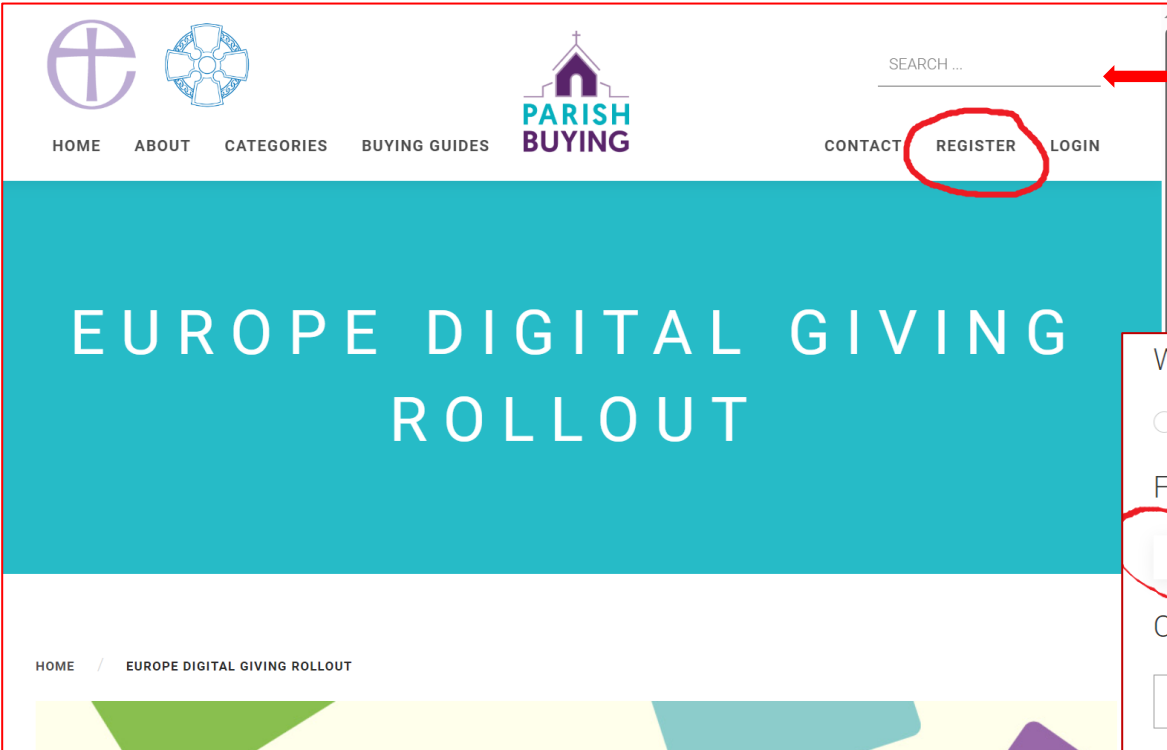 SEARCH ...
PARISH
BUYING
HOME ABOUT CATEGORIES BUYING GUIDES CONTACT REGISTER LOGIN
EUROPE DIGITAL GIVING
ROLLOUT
HOME / EUROPE DIGITAL GIVING ROLLOUT